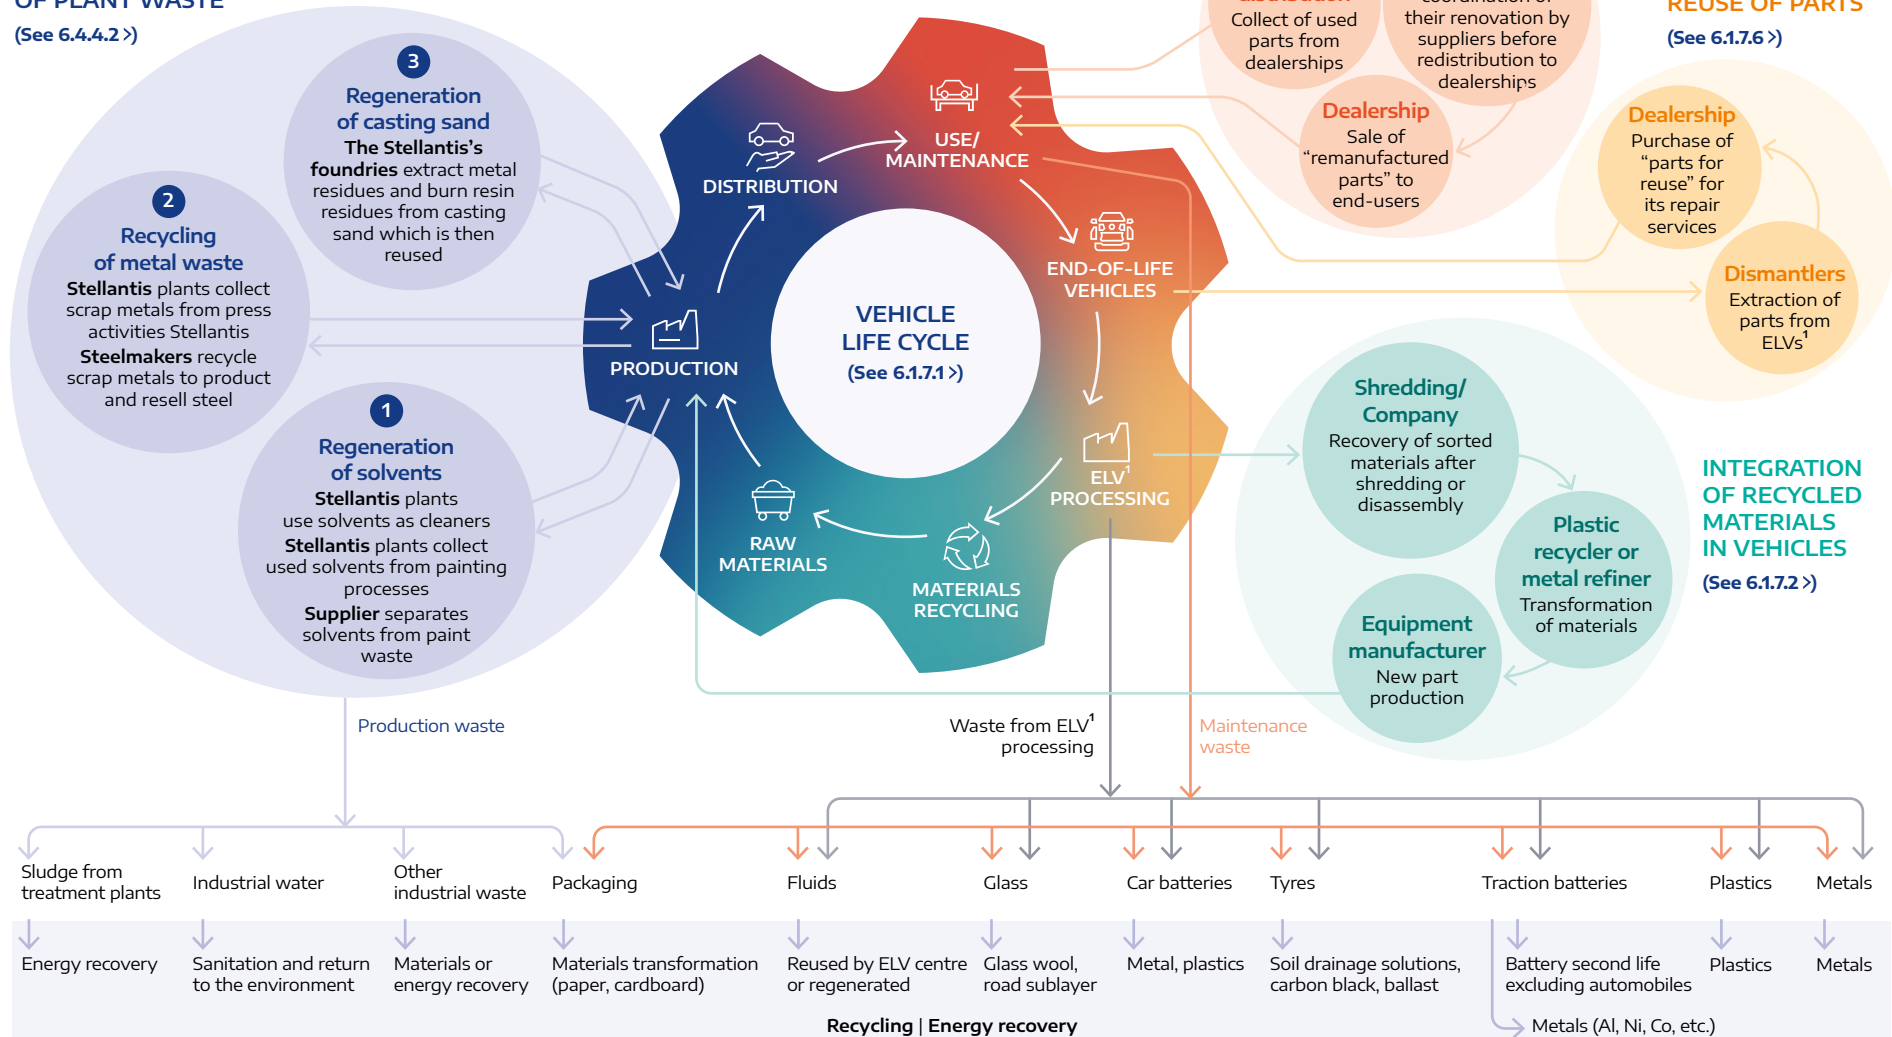 OF PLANT WASTE
(See 6.4.4.2 >)
3
Regeneration
of casting sand
The Stellantis's
foundries extract metal
residues and burn resin
residues from casting
sand which is then
reused
2
Recycling
of metal waste
Stellantis plants collect
scrap metals from press
activities Stellantis
Steelmakers recycle
scrap metals to product
and resell steel
1
Regeneration
of solvents
Stellantis plants
use solvents as cleaners
Stellantis plants collect
used solvents from painting
processes
Supplier separates
solvents from paint
waste
Production waste
VEHICLE
LIFE CYCLE
(See 6.1.7.1 >)
PRODUCTION
DISTRIBUTION
USE/
MAINTENANCE
END-OF-LIFE
VEHICLES
ELV¹
PROCESSING
MATERIALS
RECYCLING
RAW
MATERIALS
distribution
Collect of used
parts from
dealerships
coordination of
their renovation by
suppliers before
redistribution to
dealerships
Dealership
Sale of
"remanufactured
parts" to
end-users
REUSE OF PARTS
(See 6.1.7.6 >)
Dealership
Purchase of
"parts for
reuse" for
its repair
services
Dismantlers
Extraction of
parts from
ELVs¹
Shredding/
Company
Recovery of sorted
materials after
shredding or
disassembly
Plastic
recycler or
metal refiner
Transformation
of materials
Equipment
manufacturer
New part
production
INTEGRATION
OF RECYCLED
MATERIALS
IN VEHICLES
(See 6.1.7.2 >)
Waste from ELV¹
processing
Maintenance
waste
Sludge from
treatment plants
Industrial water
Other
industrial waste
Packaging
Fluids
Glass
Car batteries
Tyres
Traction batteries
Plastics
Metals
Energy recovery
Sanitation and return
to the environment
Materials or
energy recovery
Materials transformation
(paper, cardboard)
Reused by ELV centre
or regenerated
Glass wool,
road sublayer
Metal, plastics
Soil drainage solutions,
carbon black, ballast
Battery second life
excluding automobiles
Plastics
Metals
Recycling | Energy recovery
Metals (Al, Ni, Co, etc.)